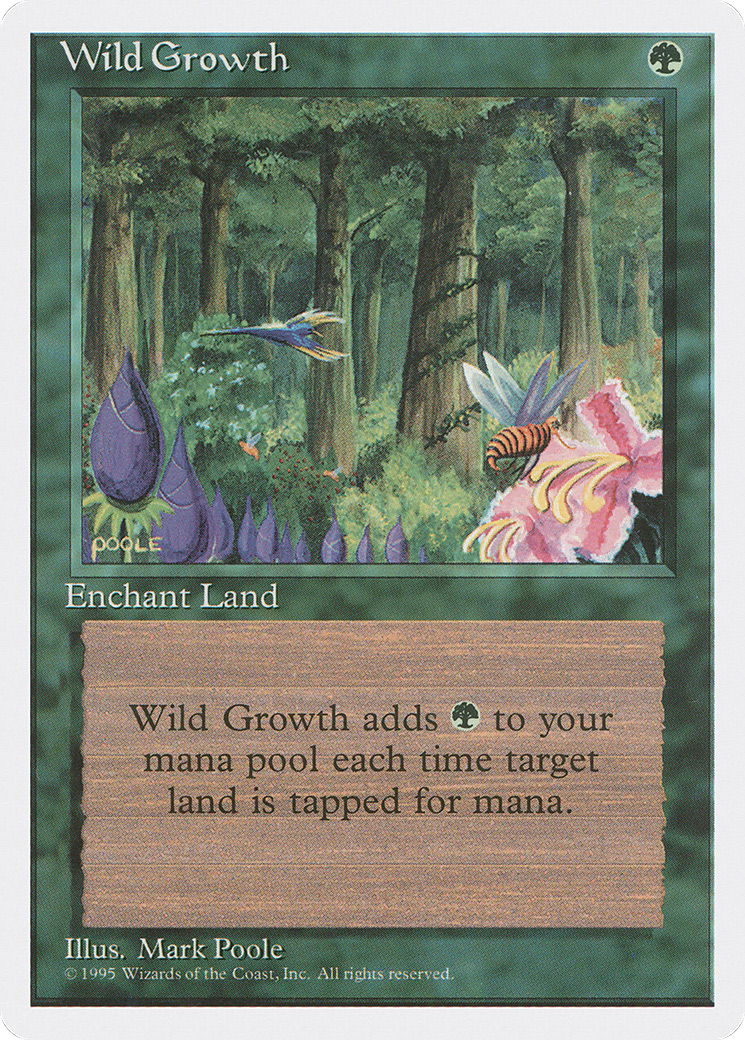 Wild Growth
POOLE
Enchant Land
Wild Growth adds to your
mana pool each time target
land is tapped for mana.
Illus. Mark Poole
© 1995 Wizards of the Coast, Inc. All rights reserved.